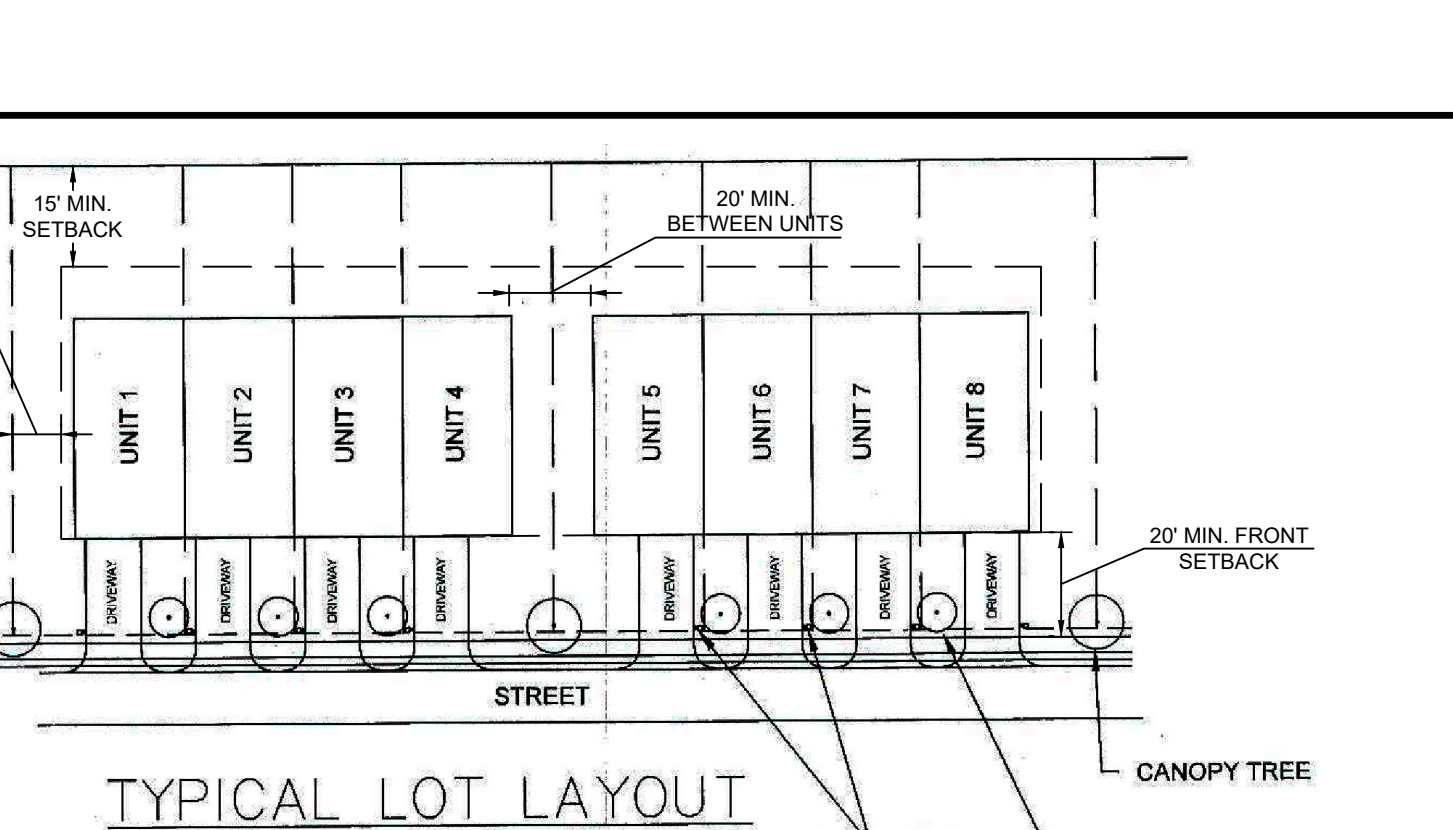 15' MIN.
SETBACK
20' MIN.
BETWEEN UNITS
UNIT 1
UNIT 2
UNIT 3
UNIT 4
UNIT 5
UNIT 6
UNIT 7
UNIT 8
20' MIN. FRONT
SETBACK
DRIVEWAY
DRIVEWAY
DRIVEWAY
DRIVEWAY
DRIVEWAY
DRIVEWAY
DRIVEWAY
DRIVEWAY
STREET
CANOPY TREE
TYPICAL LOT LAYOUT